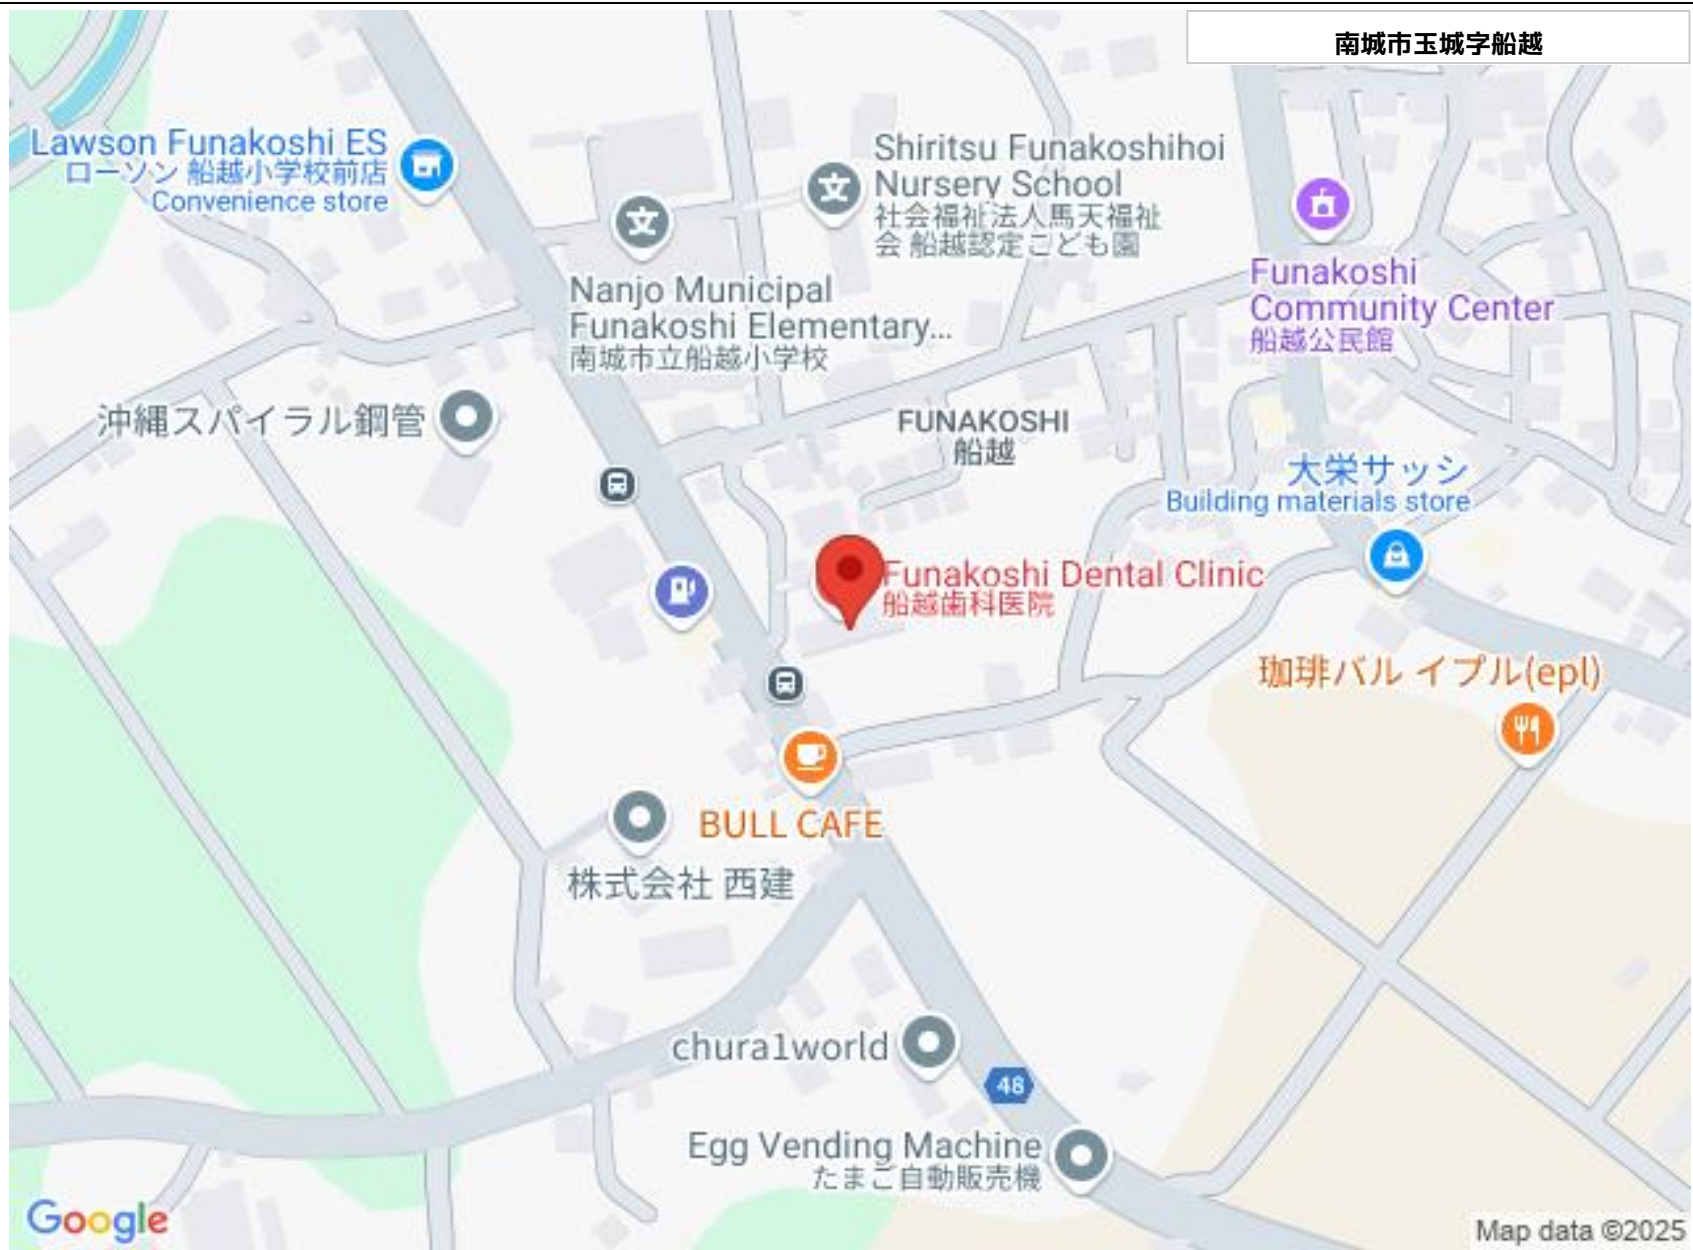 南城市玉城字船越
Lawson Funakoshi ES
ローソン 船越小学校前店
Convenience store
Shiritsu Funakoshihoi
Nursery School
社会福祉法人馬天福祉
会 船越認定こども園
文
文
Nanjo Municipal
Funakoshi Elementary...
南城市立船越小学校
Funakoshi
Community Center
船越公民館
沖縄スパイラル鋼管
FUNAKOSHI
船越
大栄サッシ
Building materials store
Funakoshi Dental Clinic
船越歯科医院
珈琲バル イプル(epl)
BULL CAFE
株式会社 西建
chura1world
48
Egg Vending Machine
たまご自動販売機
Google
Map data ©2025